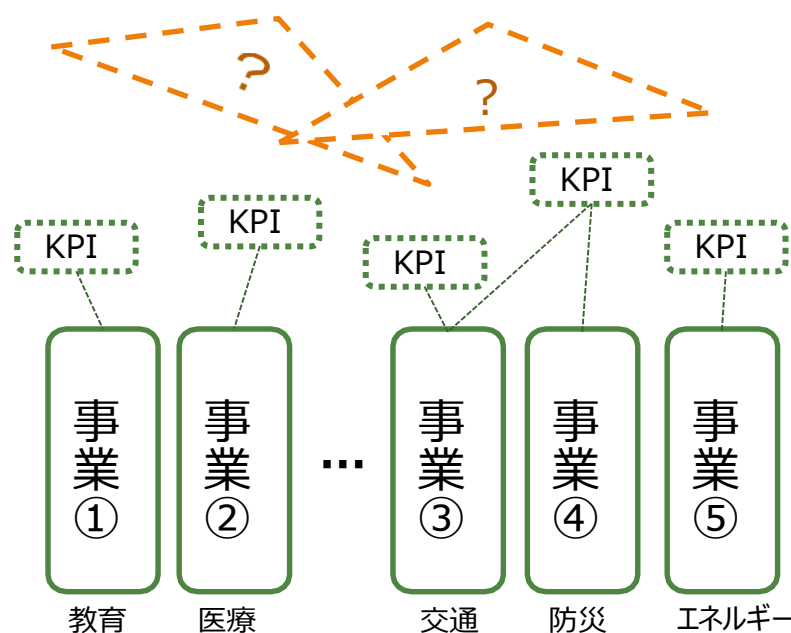 ?
?
KPI
KPI
KPI
KPI
KPI
事業①
事業②
…
事業③
事業④
事業⑤
教育
医療
交通
防災
エネルギー